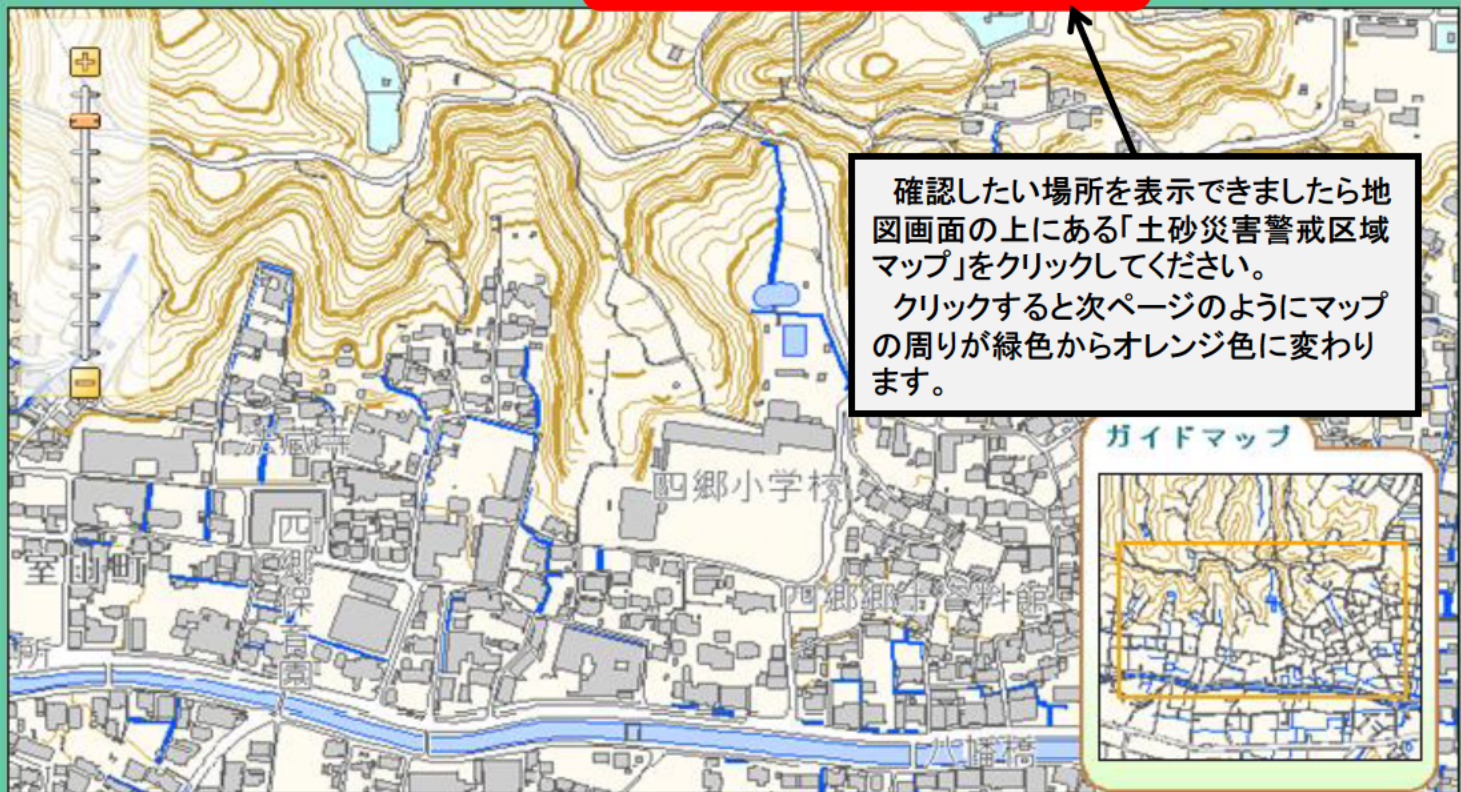 確認したい場所を表示できましたら地
図画面の上にある「土砂災害警戒区域
マップ」をクリックしてください。
クリックすると次ページのようにマップ
の周りが緑色からオレンジ色に変わり
ます。
ガイドマップ
四郷小学校
室山町
四郷保育園
四郷郷土資料館
八幡橋